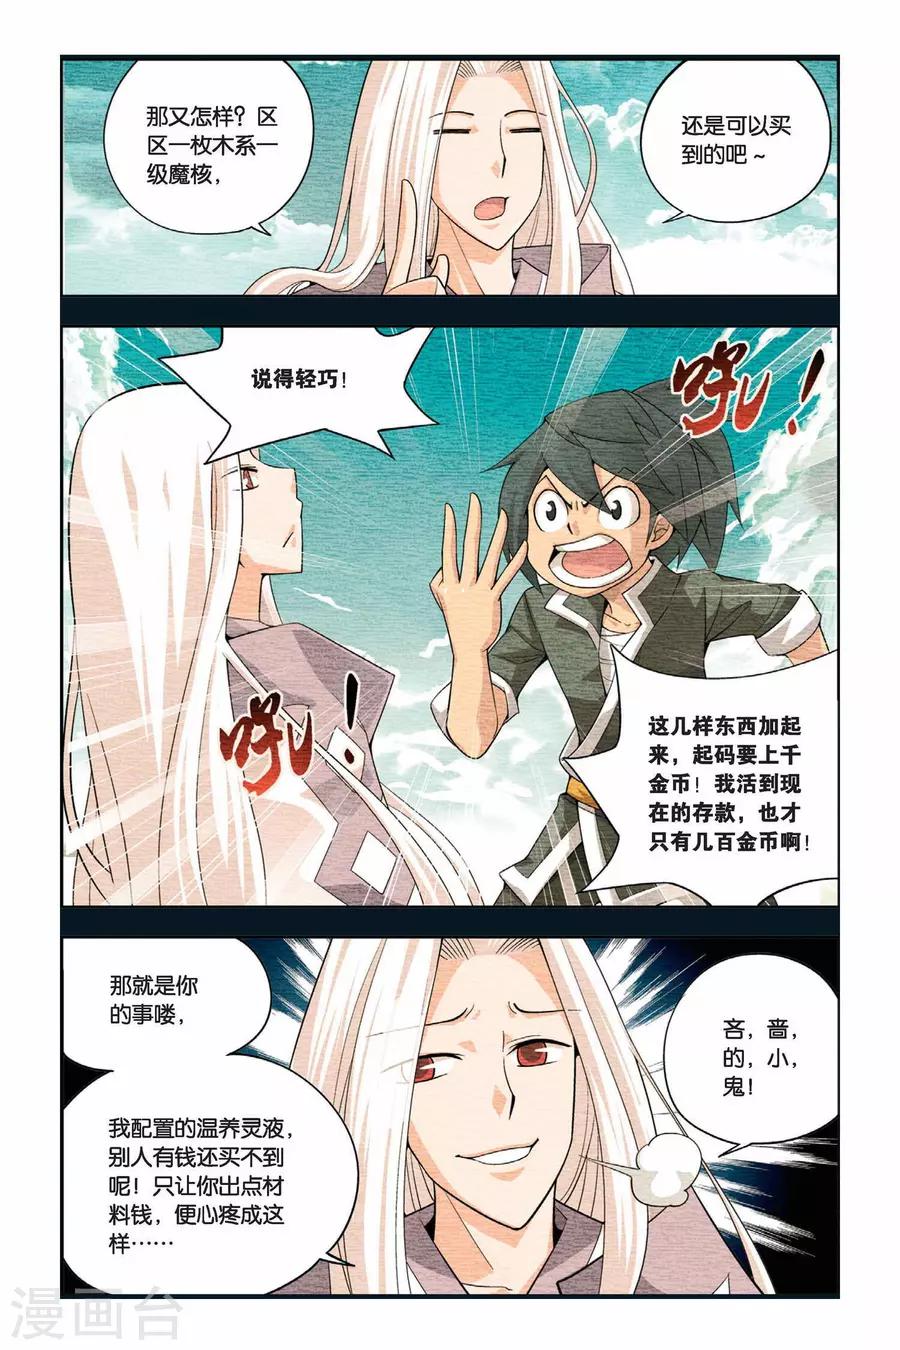 那又怎样？区
区一枚木系一
级魔核，
还是可以买
到的吧～
说得轻巧！
吼！
吼！
这几样东西加起
来，起码要上千
金币！我活到现
在的存款，也才
只有几百金币啊！
那就是你
的事喽，
我配置的温养灵液，
别人有钱还买不到
呢！只让你出点材
料钱，便心疼成这
样……
吝，啬，
的，小，
鬼！
漫画台